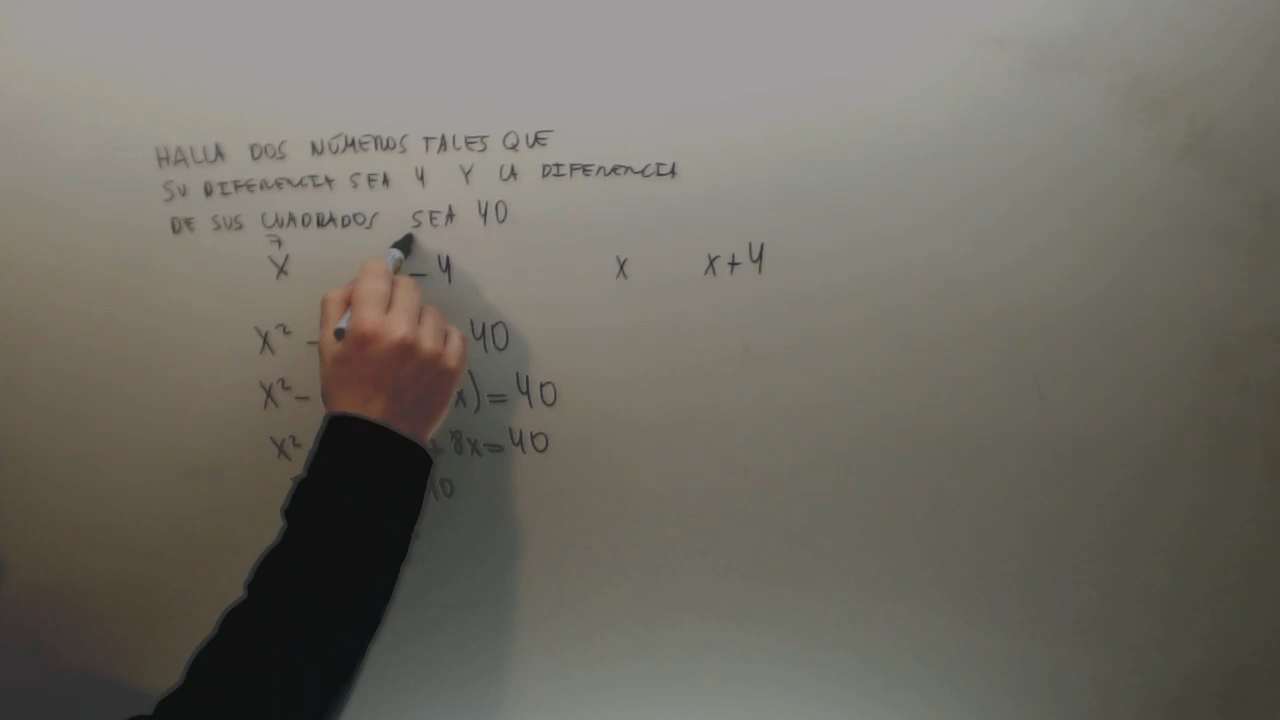 HALLA DOS NÚMEROS TALES QUE
SU DIFERENCIA SEA 4 Y LA DIFERENCIA
DE SUS CUADRADOS SEA 40
7
X - 4 X X+4
X² - 40
X² - x) = 40
X² 8x = 40